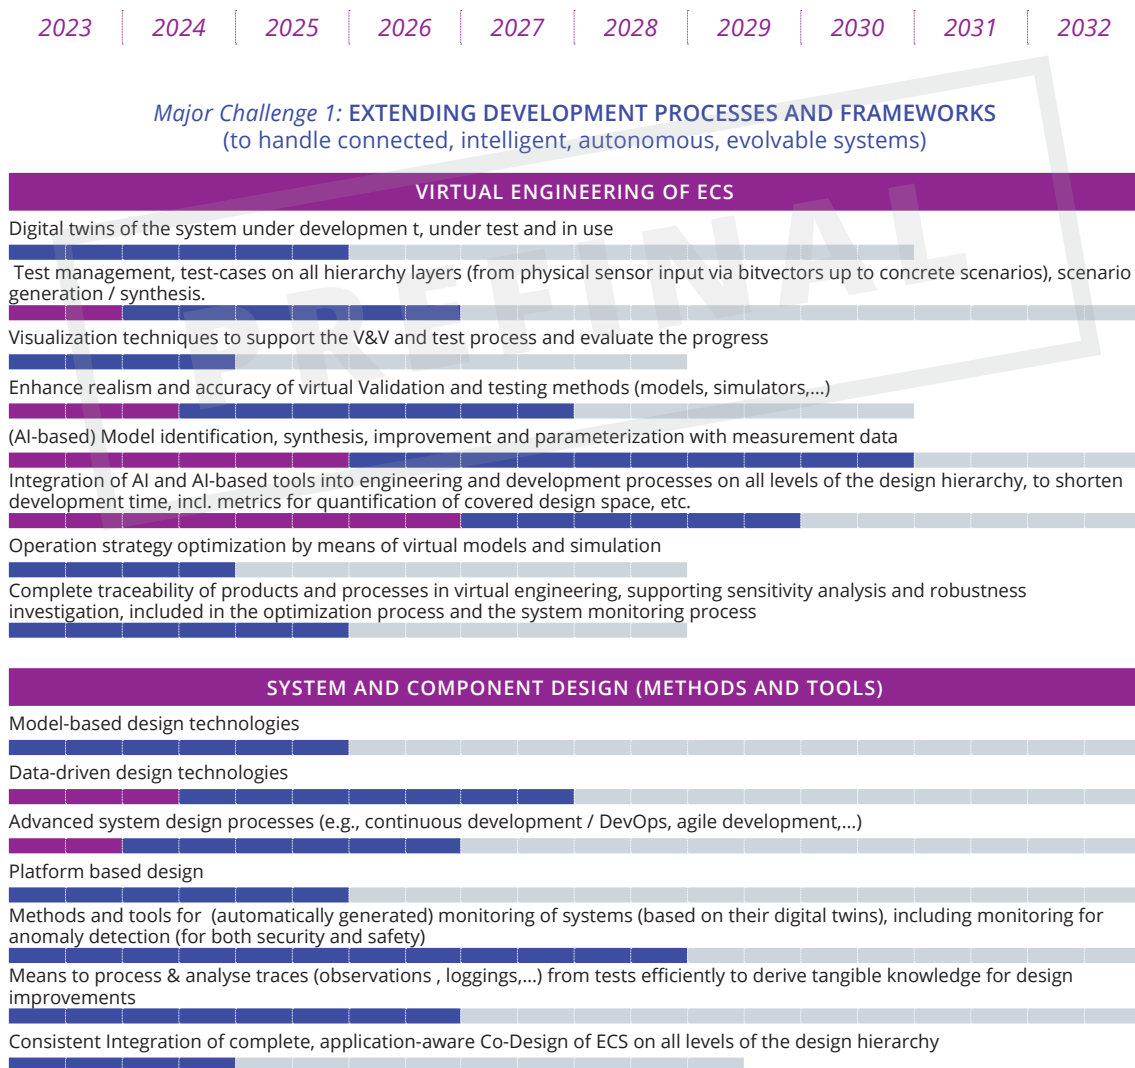 2023 2024 2025 2026 2027 2028 2029 2030 2031 2032
Major Challenge 1: EXTENDING DEVELOPMENT PROCESSES AND FRAMEWORKS
(to handle connected, intelligent, autonomous, evolvable systems)
PREFINAL
VIRTUAL ENGINEERING OF ECS
Digital twins of the system under developmen t, under test and in use
Test management, test-cases on all hierarchy layers (from physical sensor input via bitvectors up to concrete scenarios), scenario
generation / synthesis.
Visualization techniques to support the V&V and test process and evaluate the progress
Enhance realism and accuracy of virtual Validation and testing methods (models, simulators,...)
(AI-based) Model identification, synthesis, improvement and parameterization with measurement data
Integration of AI and AI-based tools into engineering and development processes on all levels of the design hierarchy, to shorten
development time, incl. metrics for quantification of covered design space, etc.
Operation strategy optimization by means of virtual models and simulation
Complete traceability of products and processes in virtual engineering, supporting sensitivity analysis and robustness
investigation, included in the optimization process and the system monitoring process
SYSTEM AND COMPONENT DESIGN (METHODS AND TOOLS)
Model-based design technologies
Data-driven design technologies
Advanced system design processes (e.g., continuous development / DevOps, agile development,...)
Platform based design
Methods and tools for (automatically generated) monitoring of systems (based on their digital twins), including monitoring for
anomaly detection (for both security and safety)
Means to process & analyse traces (observations , loggings,...) from tests efficiently to derive tangible knowledge for design
improvements
Consistent Integration of complete, application-aware Co-Design of ECS on all levels of the design hierarchy